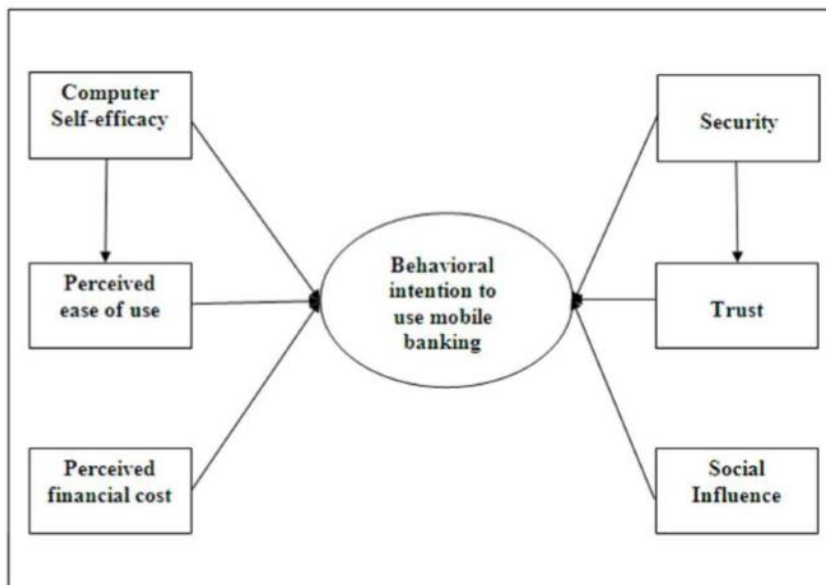 Computer
Self-efficacy
Security
Perceived
ease of use
Behavioral
intention to
use mobile
banking
Trust
Perceived
financial cost
Social
Influence